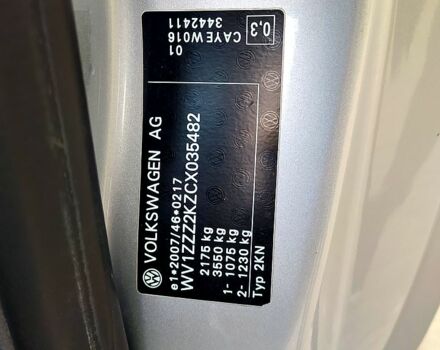 VOLKSWAGEN AG
e1*2007/46*0217
WV1ZZZ2KZCX035482
2175 kg
3550 kg
1- 1075 kg
2- 1230 kg
Typ 2KN
01
CAYE W016
3442411
0,3